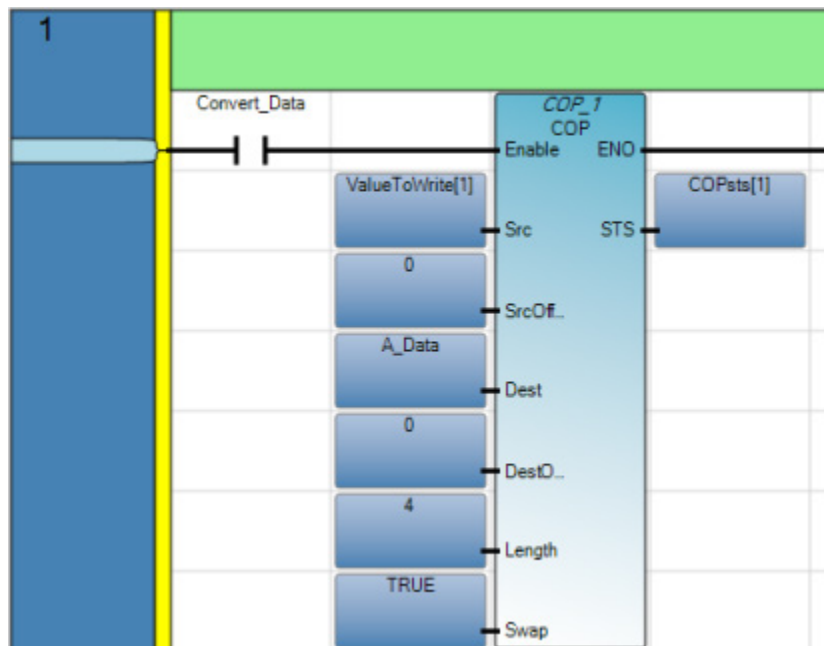 1
Convert_Data
COP_1
COP
Enable ENO
ValueToWrite[1]
COPsts[1]
Src STS
0
SrcOff...
A_Data
Dest
0
DestO...
4
Length
TRUE
Swap